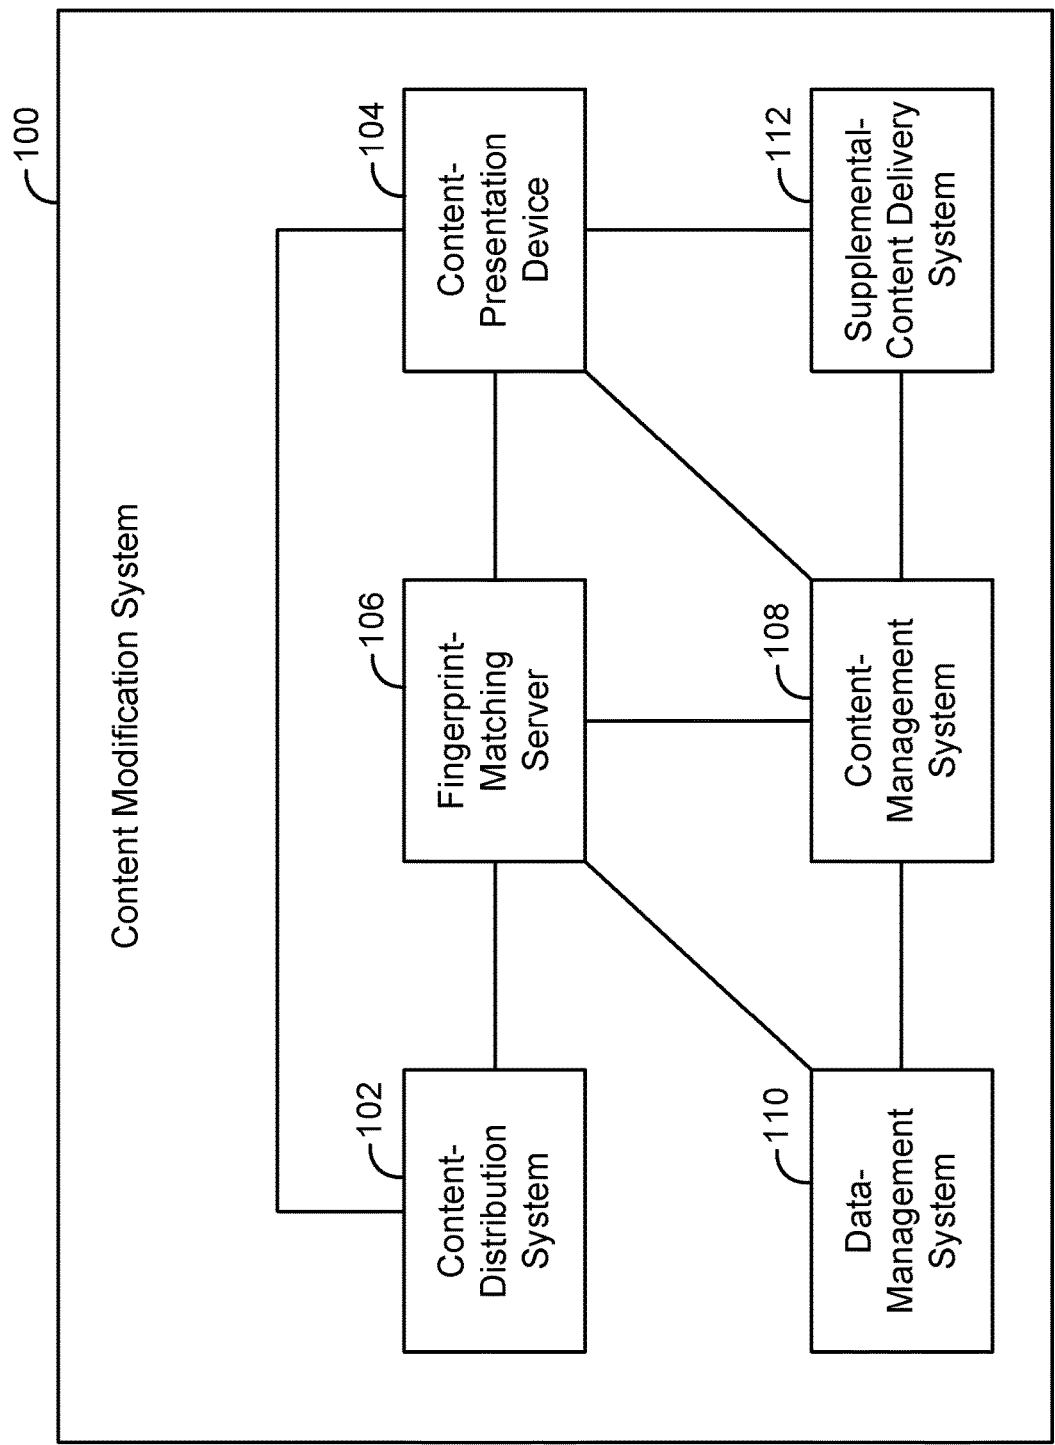 100
Content Modification System
102
Content-
Distribution
System
106
Fingerprint-
Matching
Server
104
Content-
Presentation
Device
110
Data-
Management
System
108
Content-
Management
System
112
Supplemental-
Content Delivery
System